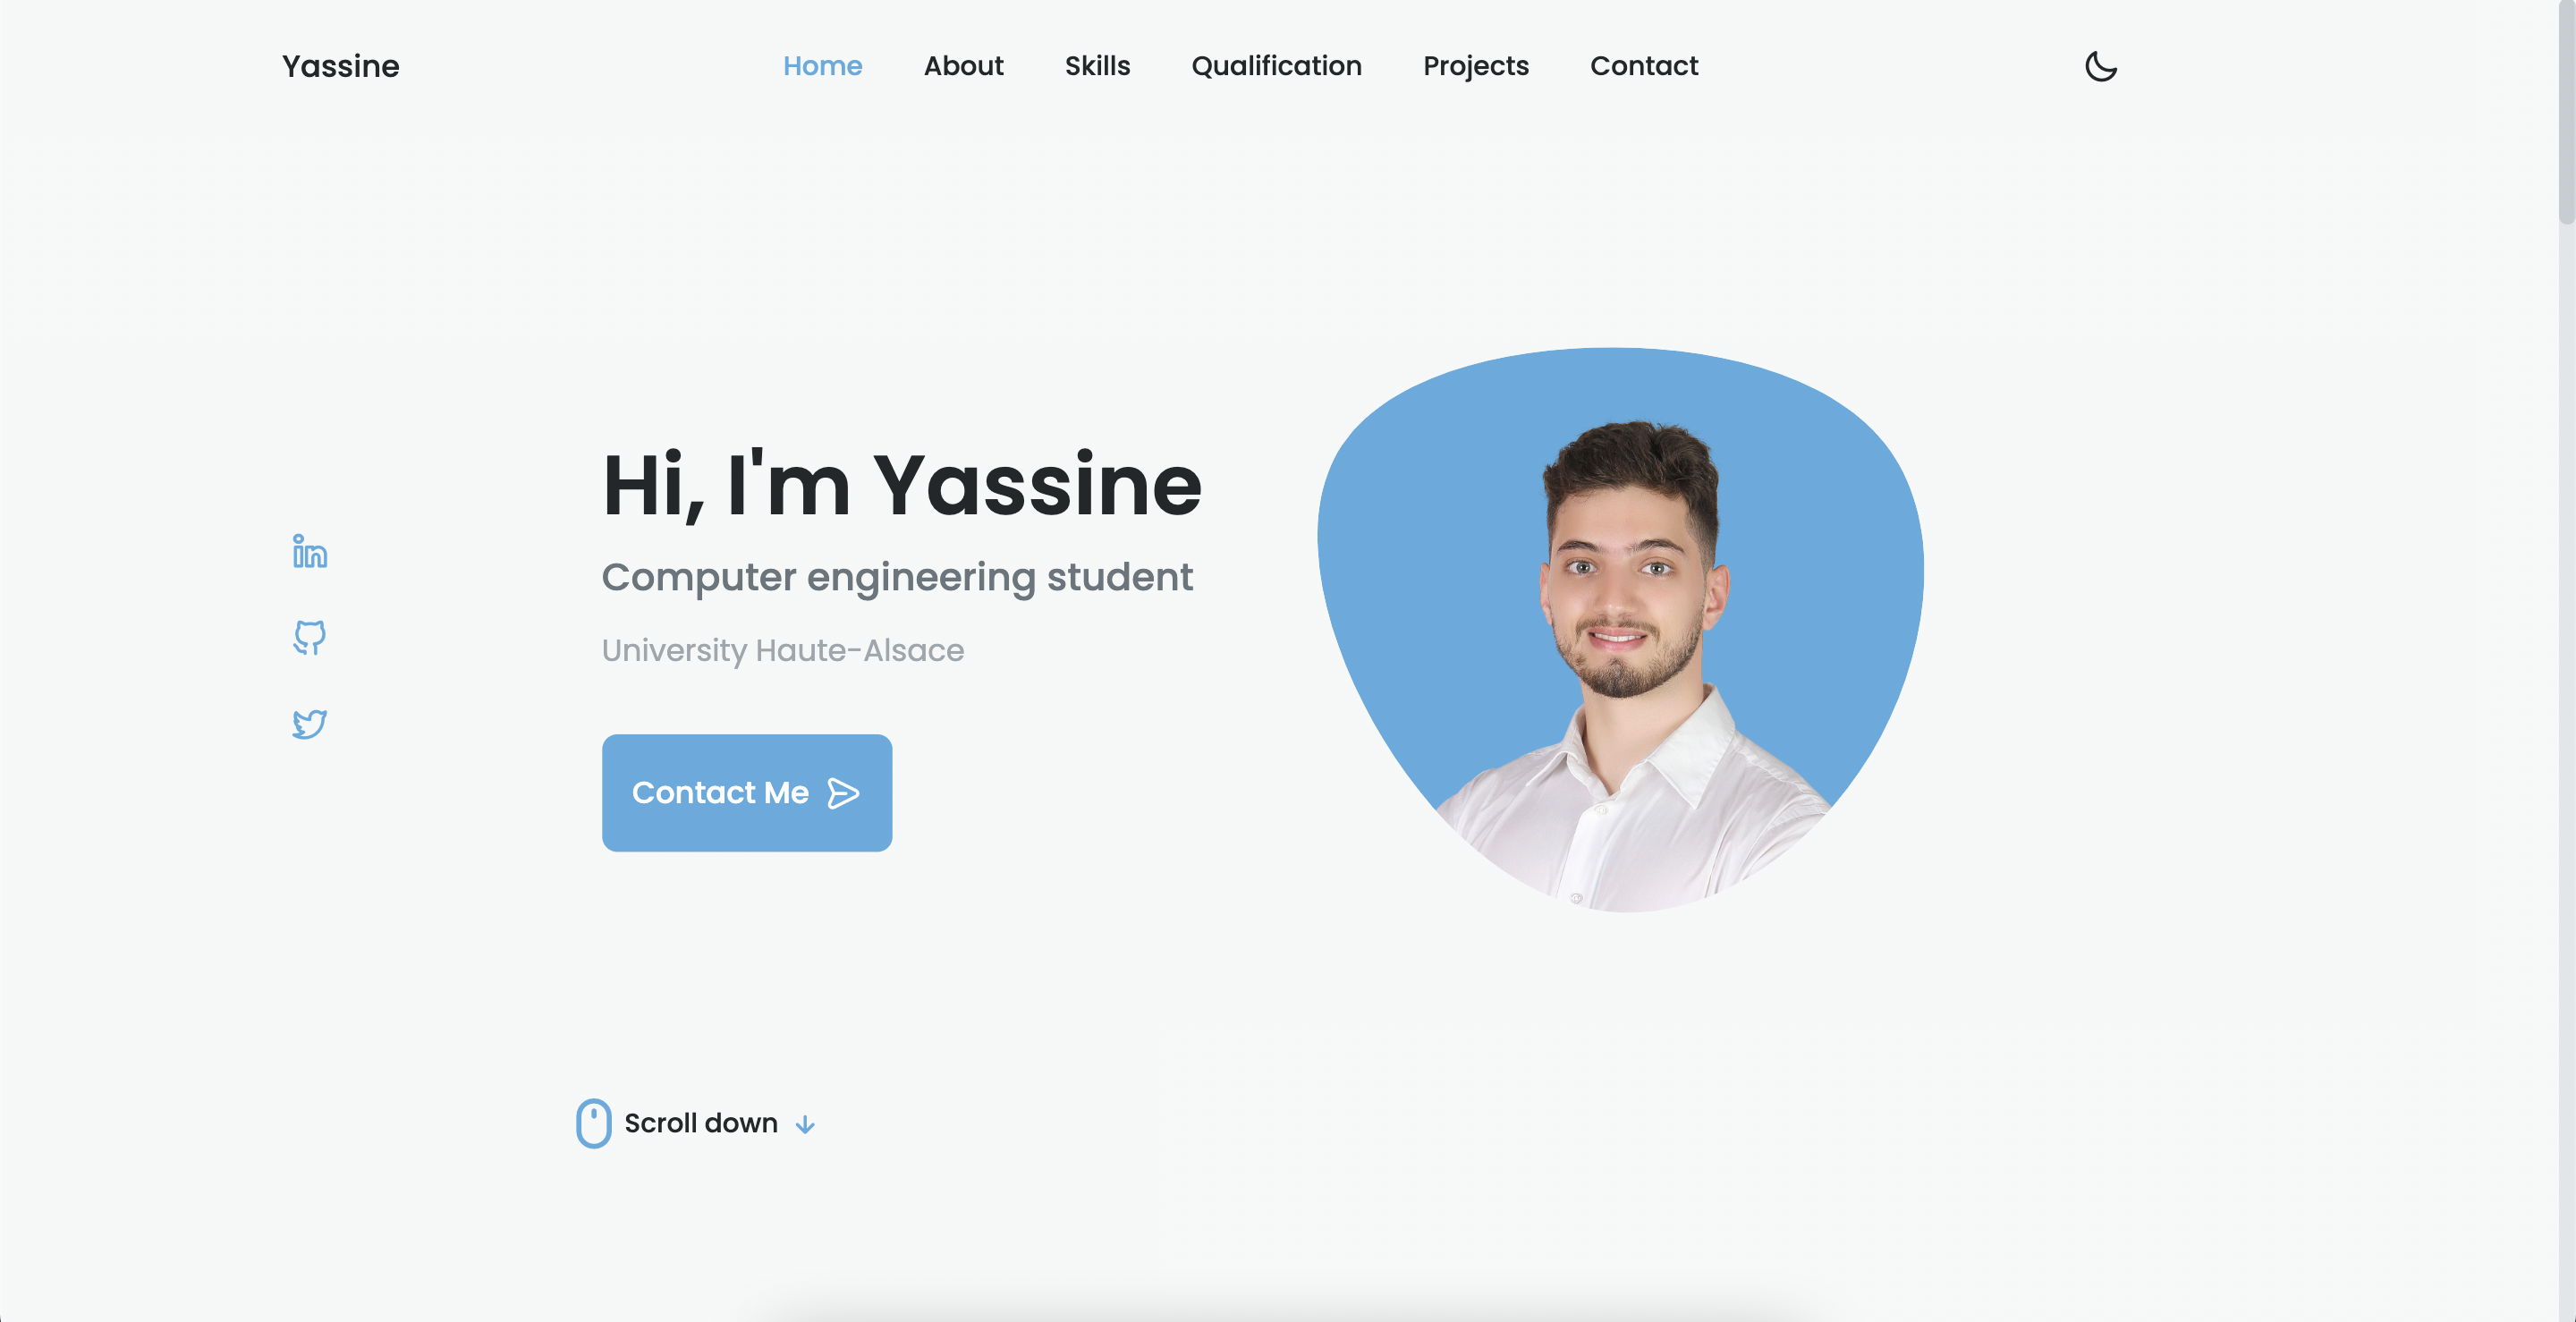 Yassine
Home About Skills Qualification Projects Contact
Hi, I'm Yassine
Computer engineering student
University Haute-Alsace
Contact Me
Scroll down